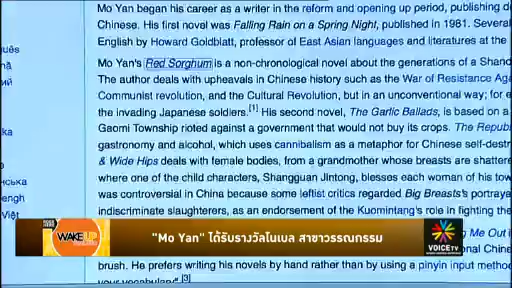 Mo Yan began his career as a writer in the reform and opening up period, publishing d
Chinese. His first novel was Falling Rain on a Spring Night, published in 1981. Several
English by Howard Goldblatt, professor of East Asian languages and literatures at the
uês
Mo Yan's Red Sorghum is a non-chronological novel about the generations of a Shand
The author deals with upheavals in Chinese history such as the War of Resistance Aga
ий
Communist revolution, and the Cultural Revolution, but in an unconventional way; for e
the invading Japanese soldiers.[1] His second novel, The Garlic Ballads, is based on a
ka
Gaomi Township rioted against a government that would not buy its crops. The Republ
gastronomy and alcohol, which uses cannibalism as a metaphor for Chinese self-destr
& Wide Hips deals with female bodies, from a grandmother whose breasts are shattere
нська
where one of the child characters, Shangguan Jintong, blesses each woman of his tow
engh
was controversial in China because some leftist critics regarded Big Breasts's portraya
Việt
indiscriminate slaughterers, as an endorsement of the Kuomintang's role in fighting the
WAKE UP
"Mo Yan" ได้รับรางวัลโนเบล สาขาวรรณกรรม
VOICE TV
Me Out i
onal Chine
brush. He prefers writing his novels by hand rather than by using a pinyin input metho
your vocabulary".[3]